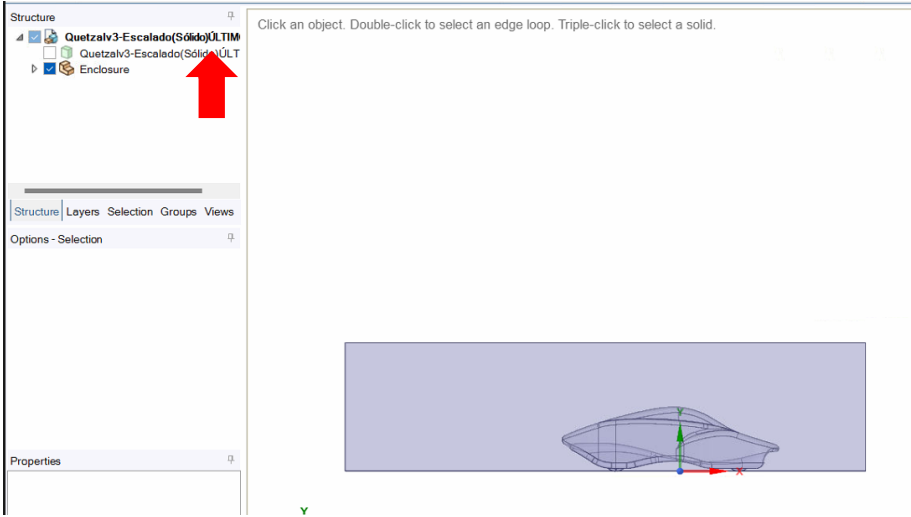 Structure
Click an object. Double-click to select an edge loop. Triple-click to select a solid.
Quetzalv3-Escalado(Sólido)ÚLTIM
Quetzalv3-Escalado(Sólido)ÚLT
Enclosure
Structure Layers Selection Groups Views
Options - Selection
Properties
Y
X
Y